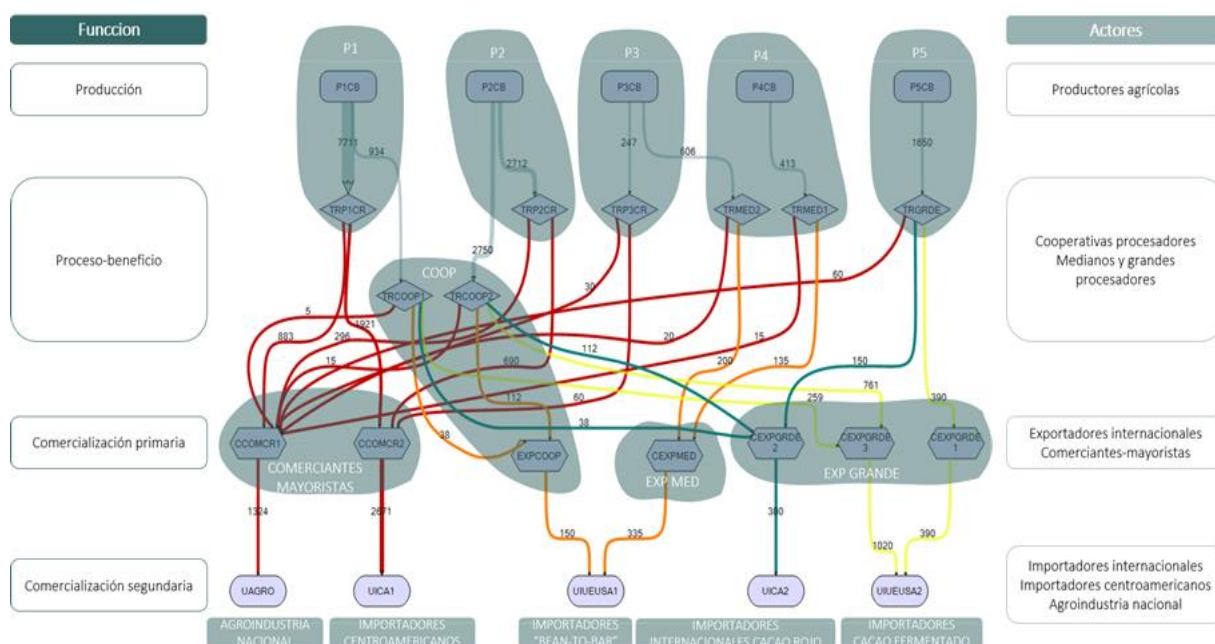 Funccion
Actores
P1
P2
P3
P4
P5
Producción
P1CB
P2CB
P3CB
P4CB
P5CB
Productores agrícolas
7711
934
2712
247
606
413
1650
TRP1CR
TRP2CR
TRP3CR
TRMED2
TRMED1
TRGRDE
Proceso-beneficio
2750
COOP
TRCOOP1
TRCOOP2
30
60
Cooperativas procesadores
Medianos y grandes
procesadores
5
883
1921
296
15
690
112
20
15
200
135
150
112
60
259
761
390
38
38
Comercialización primaria
CCOMCR1
CCOMCR2
EXPCOOP
CEXPMED
CEXPGRDE
2
CEXPGRDE
3
CEXPGRDE
1
Exportadores internacionales
Comerciantes-mayoristas
COMERCIANTES
MAYORISTAS
EXP MED
EXP GRANDE
1324
2671
150
335
300
1020
390
Comercialización segundaria
UAGRO
UICA1
UIUEUSA1
UICA2
UIUEUSA2
Importadores internacionales
Importadores centroamericanos
Agroindustria nacional
AGROINDUSTRIA
NACIONAL
IMPORTADORES
CENTROAMERICANOS
IMPORTADORES
"BEAN-TO-BAR"
IMPORTADORES
INTERNACIONALES CACAO ROJO
IMPORTADORES
CACAO FERMENTADO